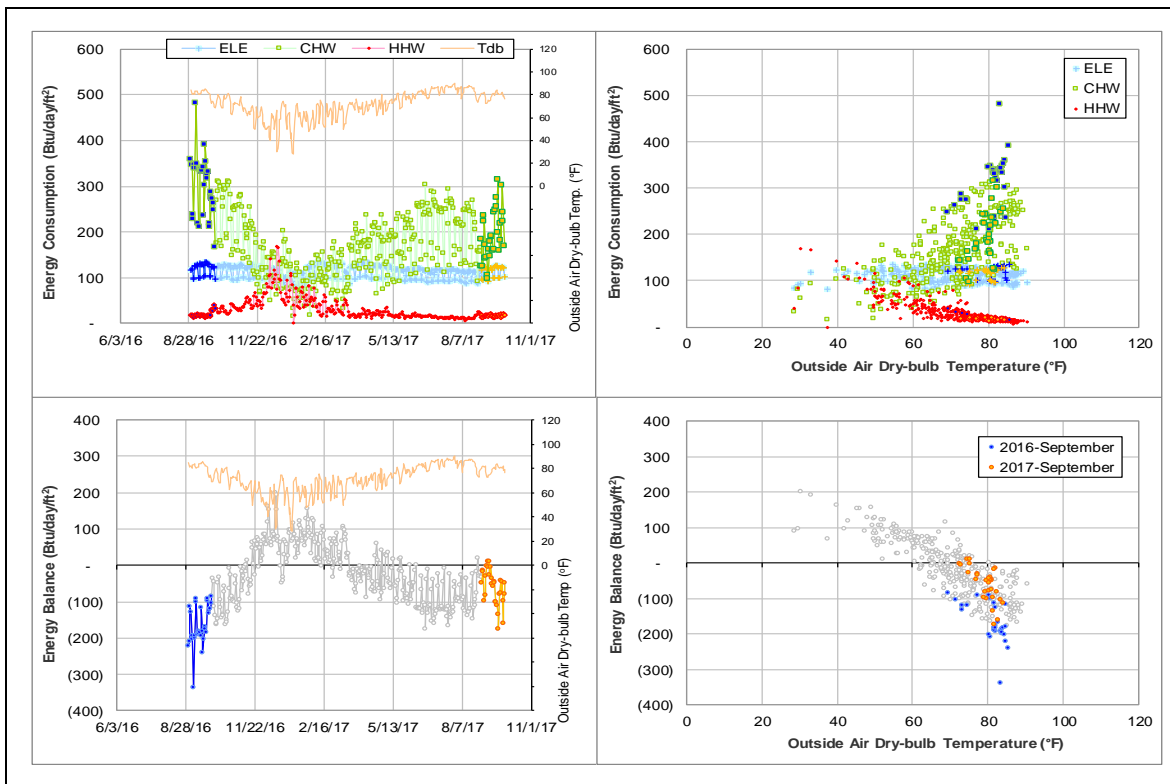 ELE CHW HHW Tdb
Energy Consumption (Btu/day/ft²)
600
500
400
300
200
100
-
120
100
80
60
40
20
0
Outside Air Dry-bulb Temp. (°F)
6/3/16 8/28/16 11/22/16 2/16/17 5/13/17 8/7/17 11/1/17
ELE
CHW
HHW
Energy Consumption (Btu/day/ft²)
600
500
400
300
200
100
-
0 20 40 60 80 100 120
Outside Air Dry-bulb Temperature (°F)
Energy Balance (Btu/day/ft²)
400
300
200
100
-
(100)
(200)
(300)
(400)
120
100
80
60
40
20
0
Outside Air Dry-bulb Temp (°F)
6/3/16 8/28/16 11/22/16 2/16/17 5/13/17 8/7/17 11/1/17
2016-September
2017-September
Energy Balance (Btu/day/ft²)
400
300
200
100
-
(100)
(200)
(300)
(400)
0 20 40 60 80 100 120
Outside Air Dry-bulb Temperature (°F)